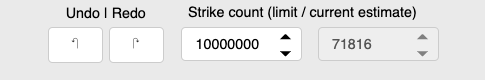 Undo | Redo Strike count (limit / current estimate)
10000000 71816